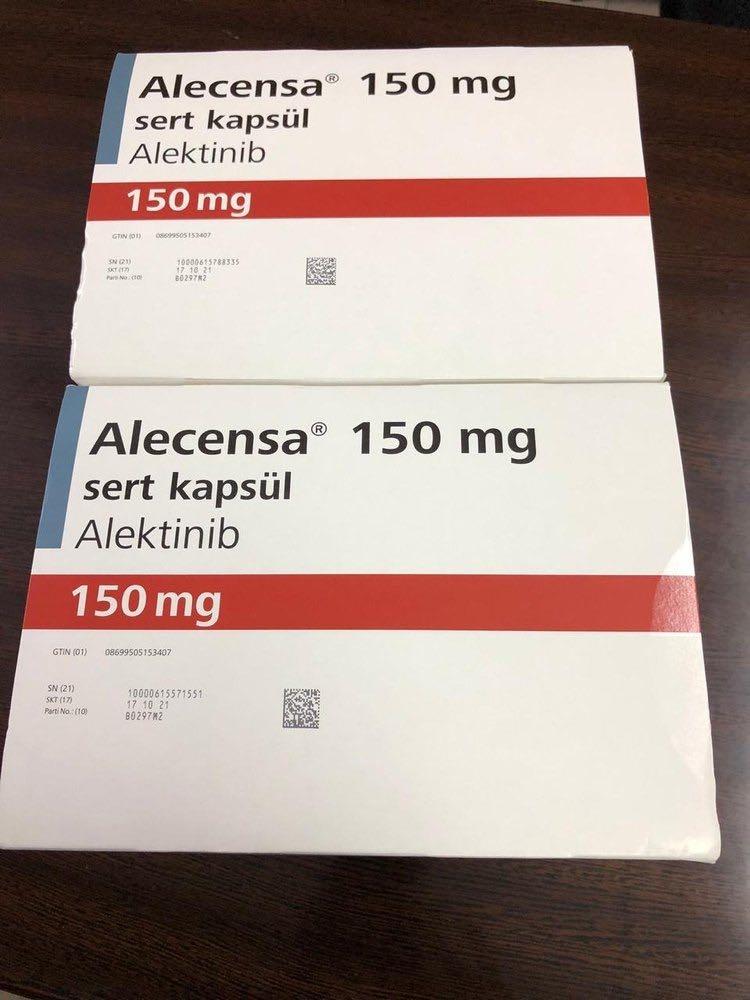 Alecensa® 150 mg
sert kapsül
Alektinib
150 mg
GTIN (01) 08699505153407
SN (21) 10000615788335
SKT (17) 17 10 21
Parti No.: (10) B0297M2
Alecensa® 150 mg
sert kapsül
Alektinib
150 mg
GTIN (01) 08699505153407
SN (21) 10000615571551
SKT (17) 17 10 21
Parti No.: (10) B0297M2